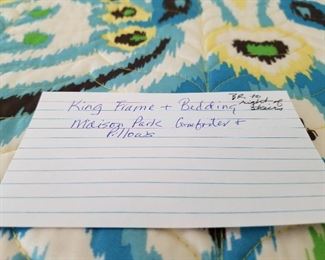 King Frame + Bedding
BR. to
right of
stairs
Madison Park Comforter +
Pillows